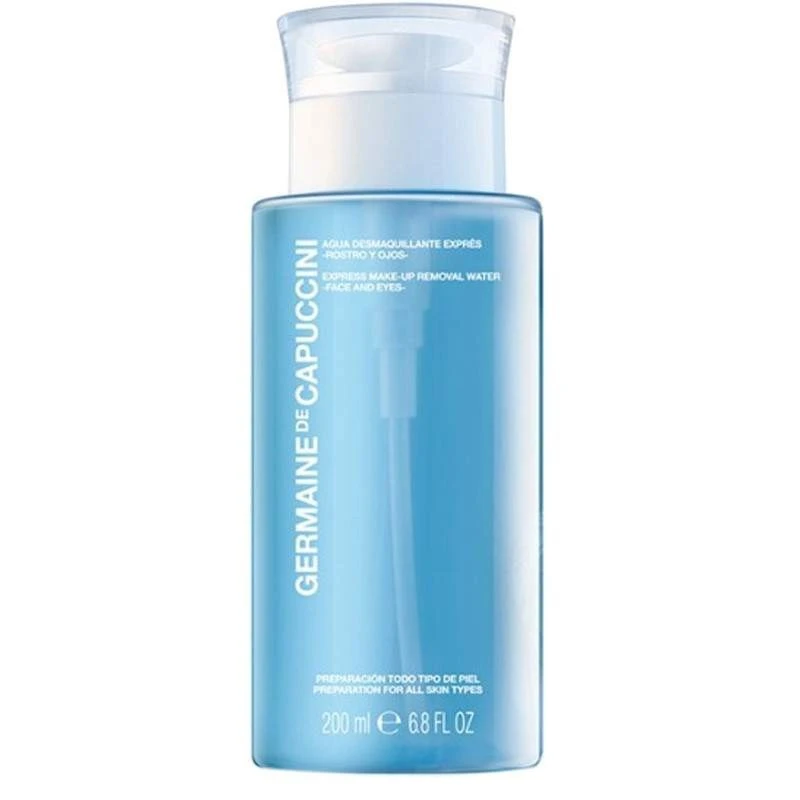 AGUA DESMAQUILLANTE EXPRÉS
-ROSTRO Y OJOS-
EXPRESS MAKE-UP REMOVAL WATER
-FACE AND EYES-
GERMAINE DE CAPUCCINI
PREPARACIÓN TODO TIPO DE PIEL
PREPARATION FOR ALL SKIN TYPES
200 ml ℮ 6.8 FL OZ